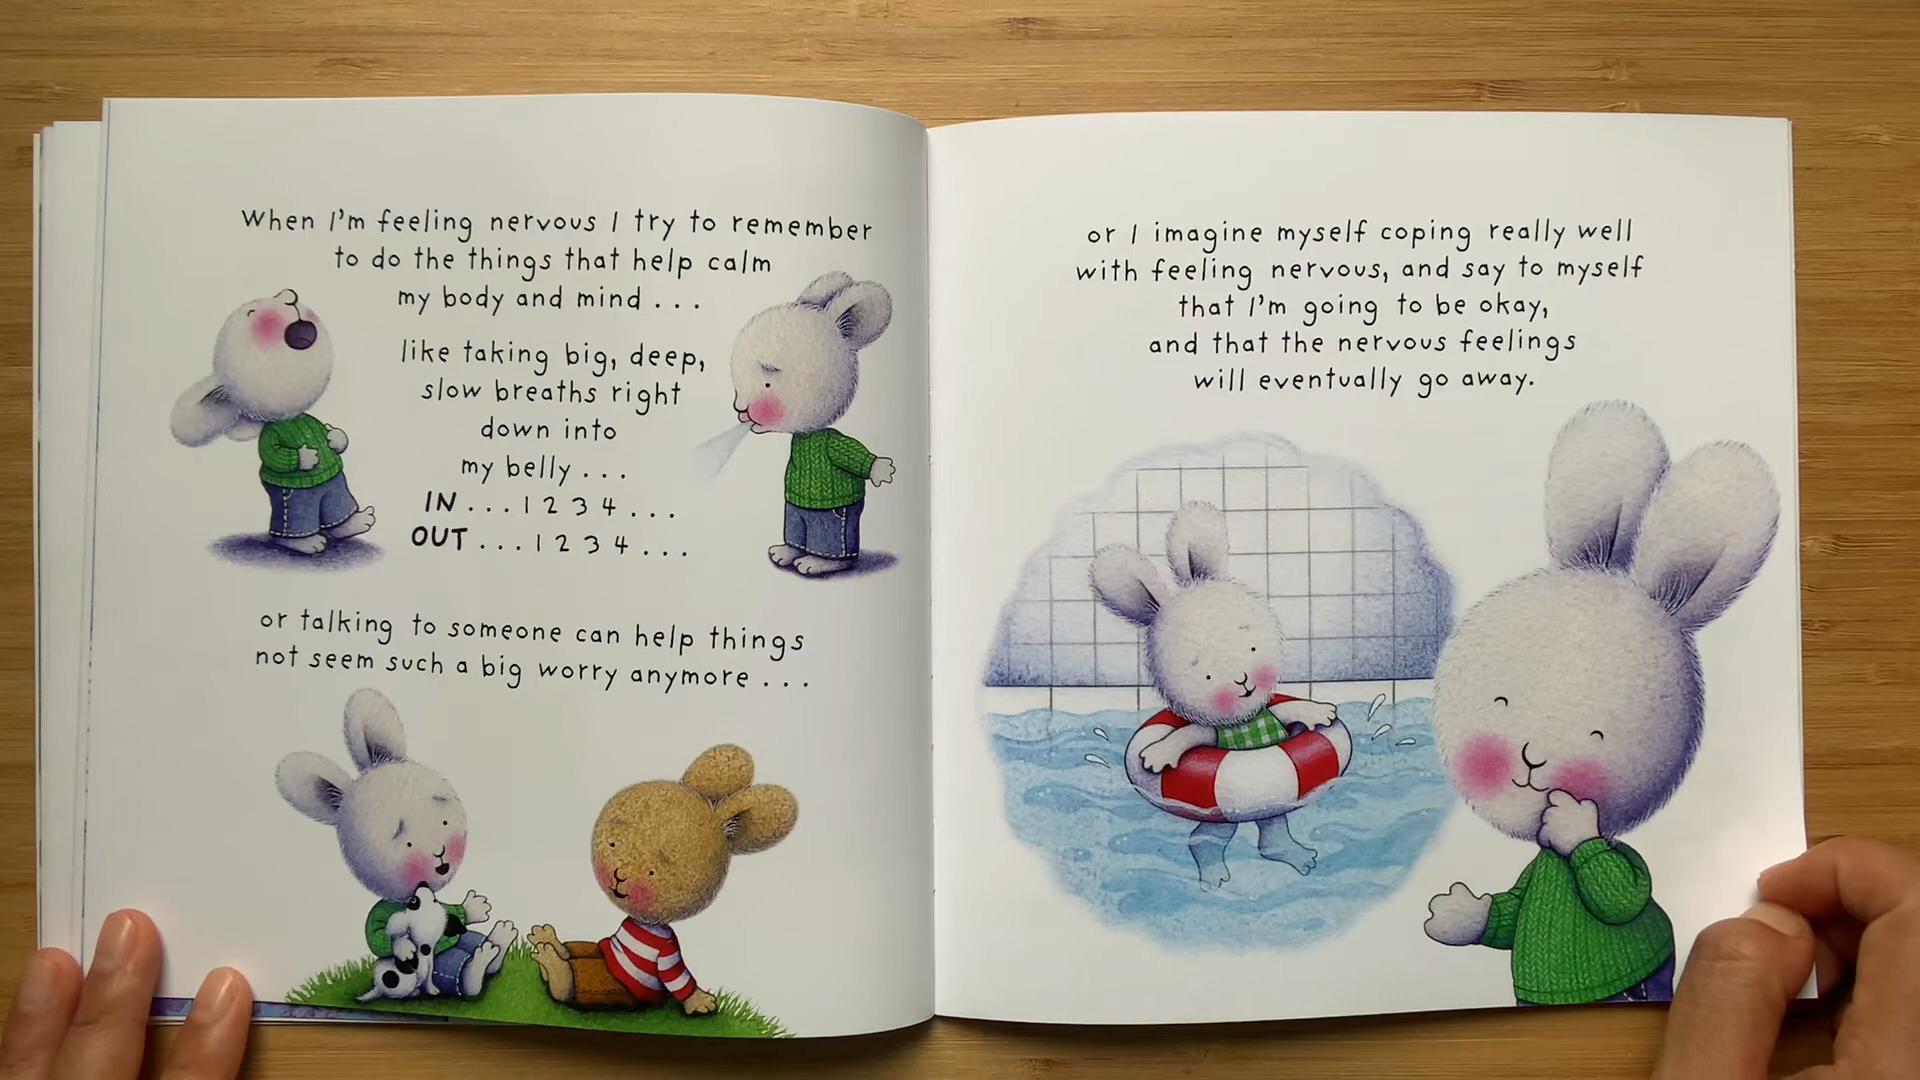 When I'm feeling nervous I try to remember
to do the things that help calm
my body and mind . . .
like taking big, deep,
slow breaths right
down into
my belly . . .
IN . . . 1 2 3 4 . . .
OUT . . . 1 2 3 4 . . .
or talking to someone can help things
not seem such a big worry anymore . . .
or I imagine myself coping really well
with feeling nervous, and say to myself
that I'm going to be okay,
and that the nervous feelings
will eventually go away.